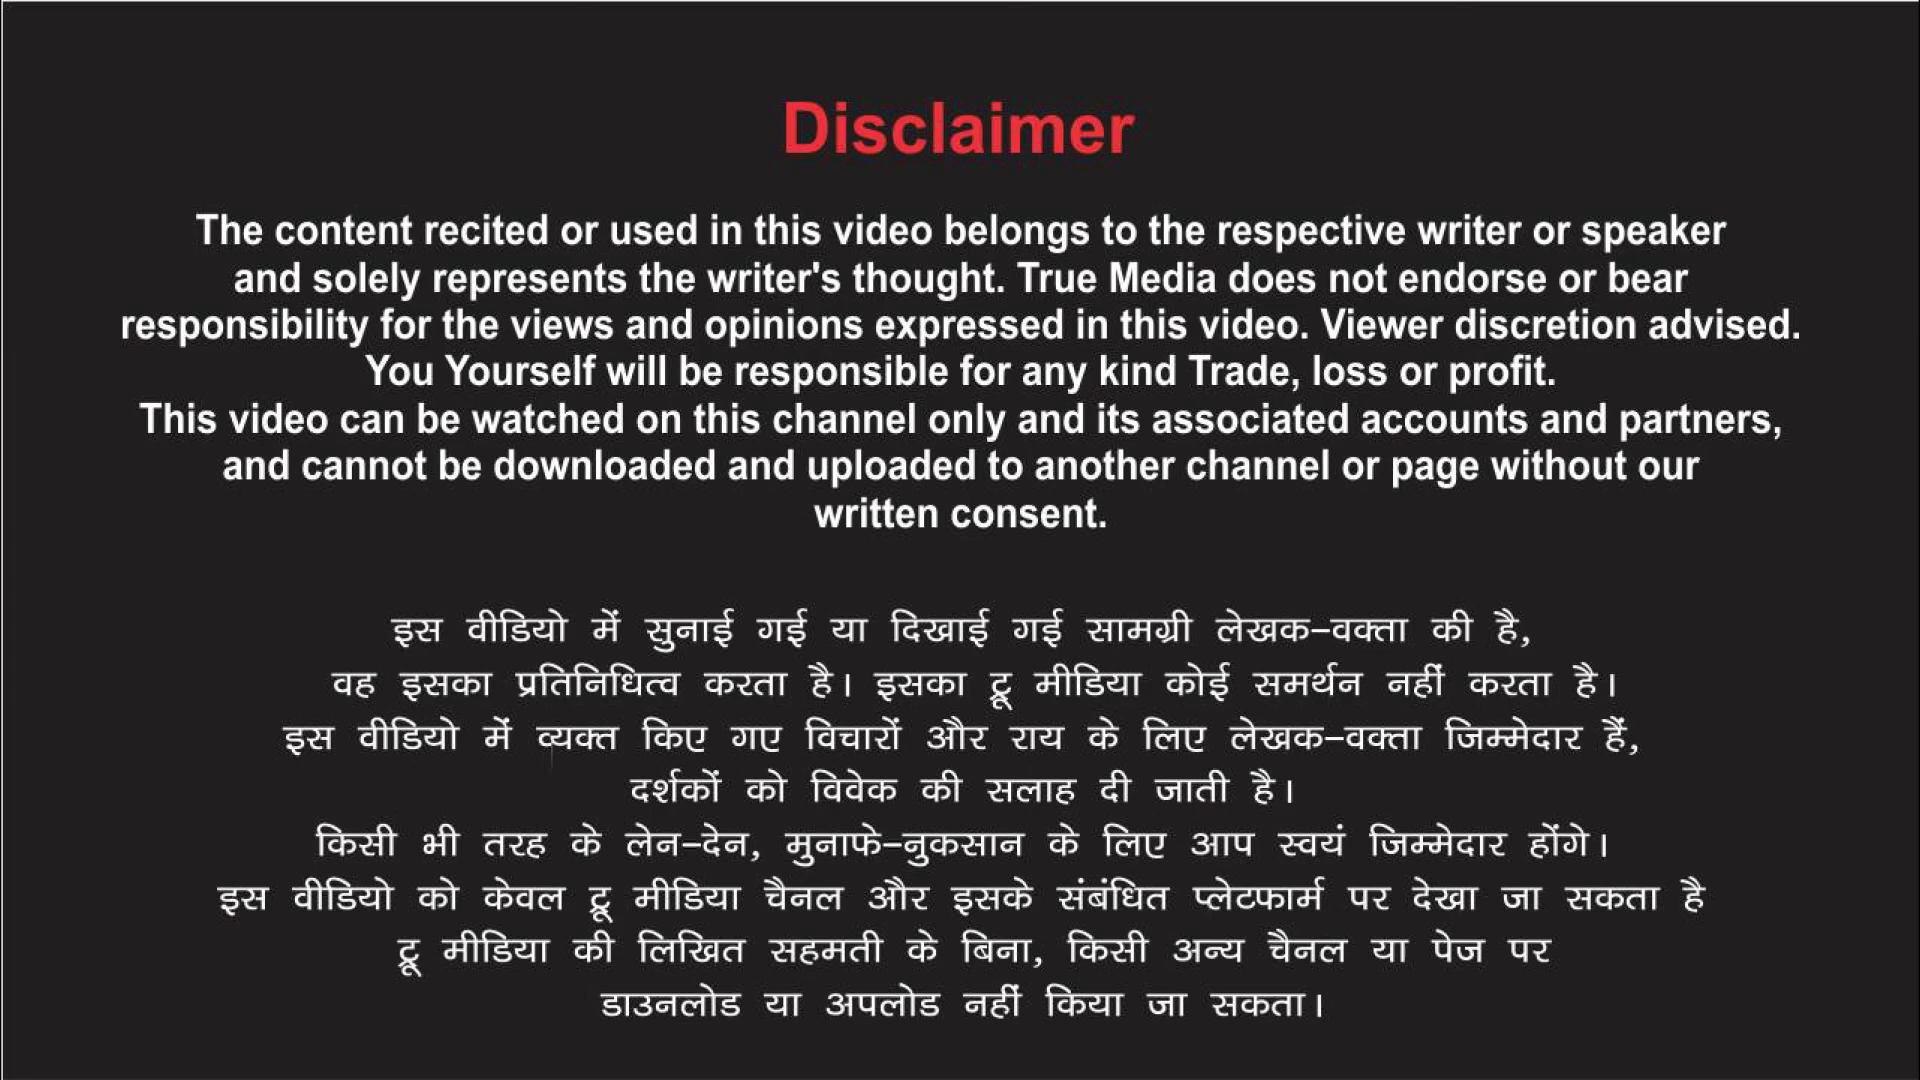 Disclaimer
The content recited or used in this video belongs to the respective writer or speaker
and solely represents the writer's thought. True Media does not endorse or bear
responsibility for the views and opinions expressed in this video. Viewer discretion advised.
You Yourself will be responsible for any kind Trade, loss or profit.
This video can be watched on this channel only and its associated accounts and partners,
and cannot be downloaded and uploaded to another channel or page without our
written consent.
इस वीडियो में सुनाई गई या दिखाई गई सामग्री लेखक–वक्ता की है,
वह इसका प्रतिनिधित्व करता है। इसका ट्रू मीडिया कोई समर्थन नहीं करता है।
इस वीडियो में व्यक्त किए गए विचारों और राय के लिए लेखक–वक्ता जिम्मेदार हैं,
दर्शकों को विवेक की सलाह दी जाती है।
किसी भी तरह के लेन–देन, मुनाफे–नुकसान के लिए आप स्वयं जिम्मेदार होंगे।
इस वीडियो को केवल ट्रू मीडिया चैनल और इसके संबंधित प्लेटफार्म पर देखा जा सकता है
ट्रू मीडिया की लिखित सहमती के बिना, किसी अन्य चैनल या पेज पर
डाउनलोड या अपलोड नहीं किया जा सकता।